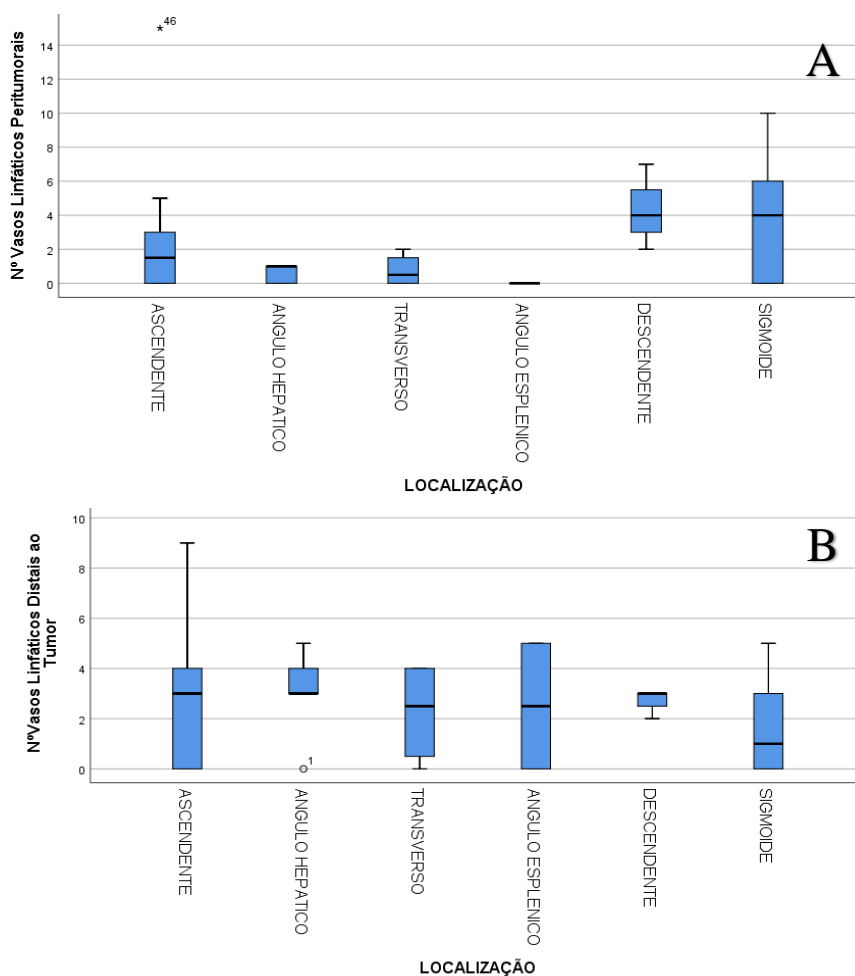 A
Nº Vasos Linfáticos Peritumorais
14
12
10
8
6
4
2
0
*46
ASCENDENTE
ANGULO HEPATICO
TRANSVERSO
ANGULO ESPLENICO
DESCENDENTE
SIGMOIDE
LOCALIZAÇÃO
B
NºVasos Linfáticos Distais ao
Tumor
10
8
6
4
2
0
1
ASCENDENTE
ANGULO HEPATICO
TRANSVERSO
ANGULO ESPLENICO
DESCENDENTE
SIGMOIDE
LOCALIZAÇÃO